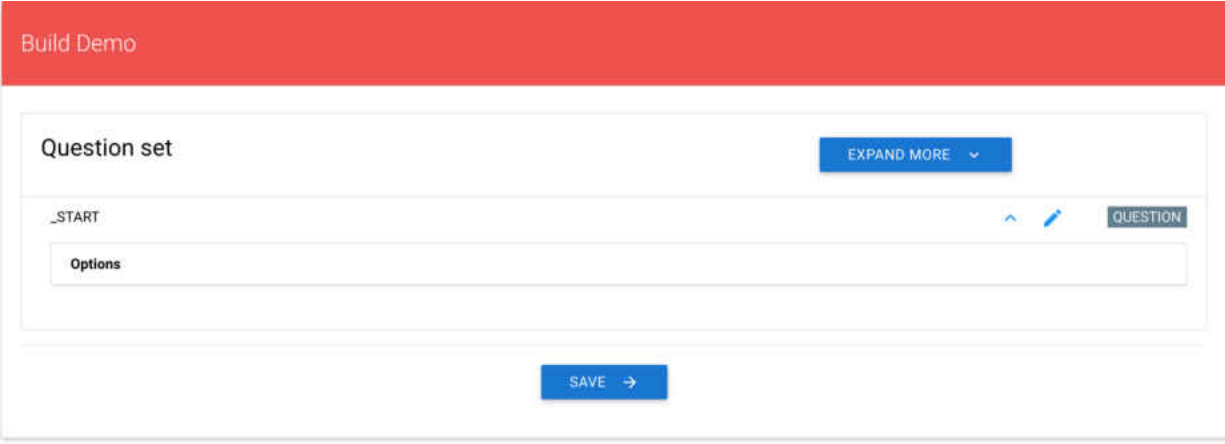 Build Demo
Question set
EXPAND MORE
_START
QUESTION
Options
SAVE